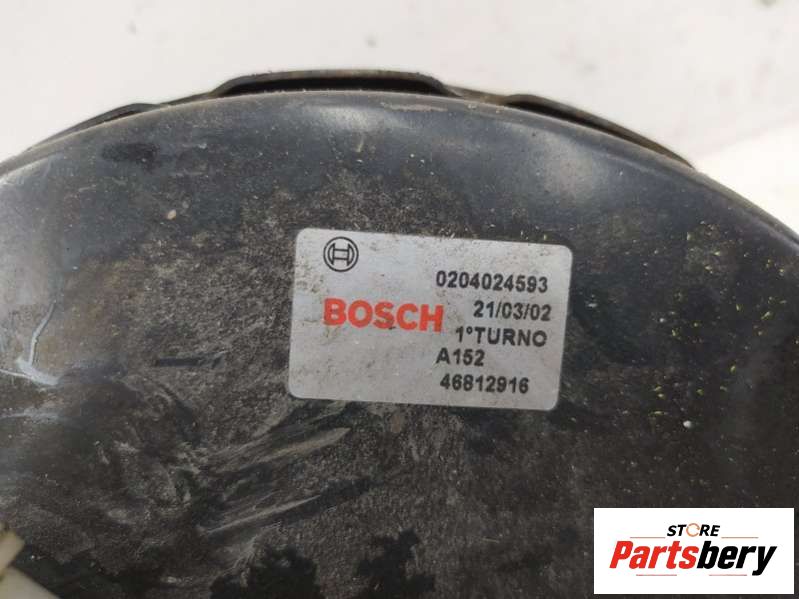 0204024593
BOSCH
21/03/02
1°TURNO
A152
46812916
STORE
Partsbery